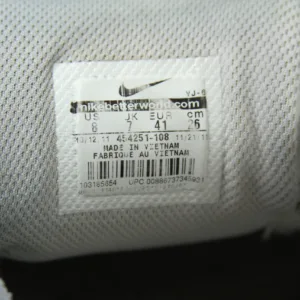 VJ-6
nikebetterworld.com
US UK EUR cm
8 7 41 26
454251-108
MADE IN VIETNAM
FABRIQUE AU VIETNAM
UPC